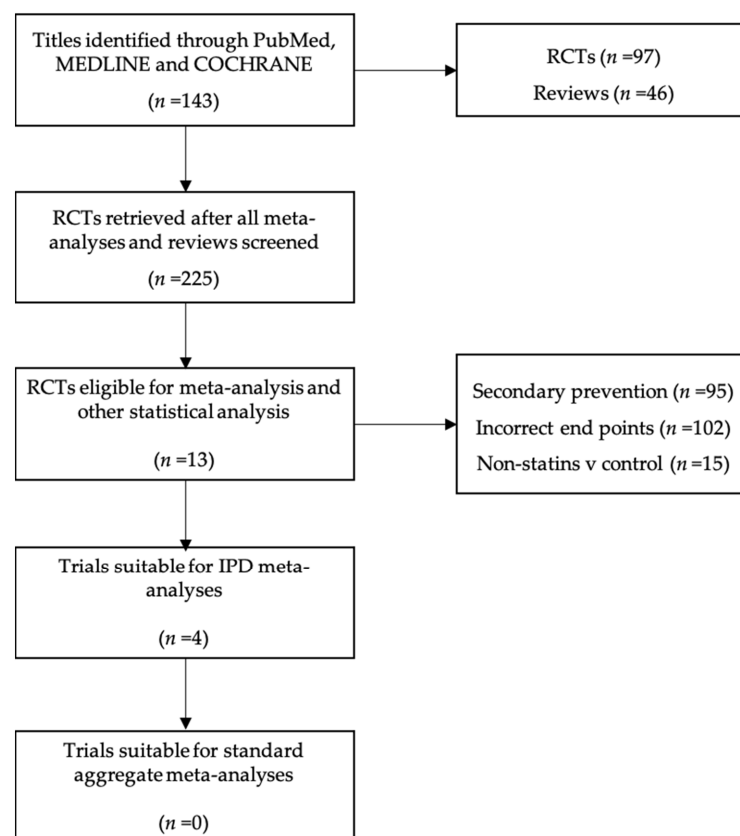 Titles identified through PubMed,
MEDLINE and COCHRANE
(n =143)
RCTs (n =97)
Reviews (n =46)
RCTs retrieved after all meta-
analyses and reviews screened
(n =225)
RCTs eligible for meta-analysis and
other statistical analysis
(n =13)
Secondary prevention (n =95)
Incorrect end points (n =102)
Non-statins v control (n =15)
Trials suitable for IPD meta-
analyses
(n =4)
Trials suitable for standard
aggregate meta-analyses
(n =0)